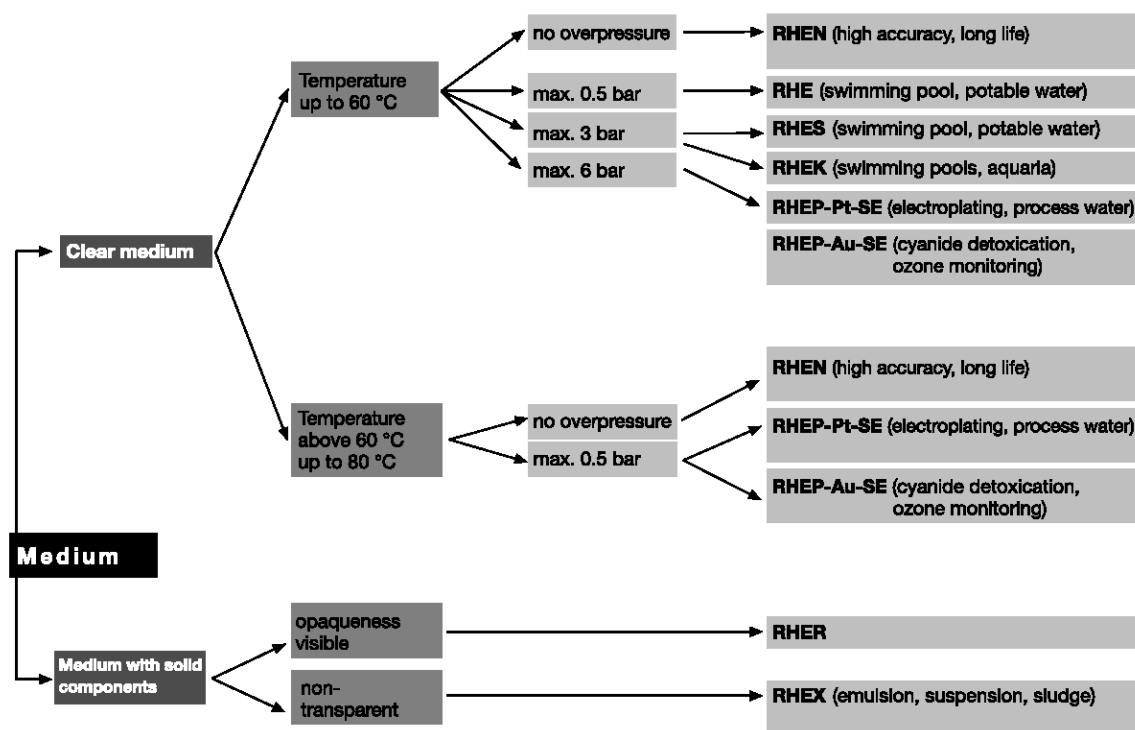 no overpressure
RHEN (high accuracy, long life)
Temperature
up to 60 °C
max. 0.5 bar
RHE (swimming pool, potable water)
max. 3 bar
RHES (swimming pool, potable water)
max. 6 bar
RHEK (swimming pools, aquaria)
RHEP-Pt-SE (electroplating, process water)
Clear medium
RHEP-Au-SE (cyanide detoxication,
ozone monitoring)
RHEN (high accuracy, long life)
Temperature
above 60 °C
up to 80 °C
no overpressure
max. 0.5 bar
RHEP-Pt-SE (electroplating, process water)
RHEP-Au-SE (cyanide detoxication,
ozone monitoring)
Medium
opaqueness
visible
RHER
Medium with solid
components
non-
transparent
RHEX (emulsion, suspension, sludge)